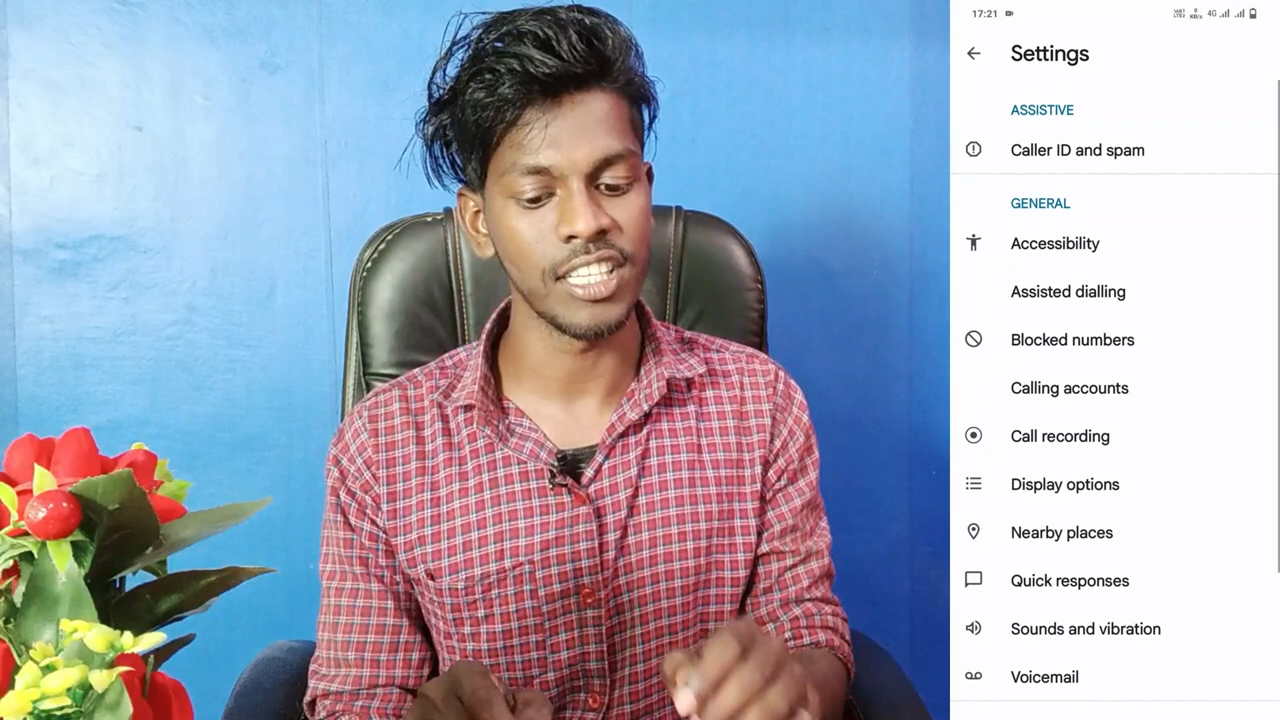 17:21
4G
Settings
ASSISTIVE
Caller ID and spam
GENERAL
Accessibility
Assisted dialling
Blocked numbers
Calling accounts
Call recording
Display options
Nearby places
Quick responses
Sounds and vibration
Voicemail